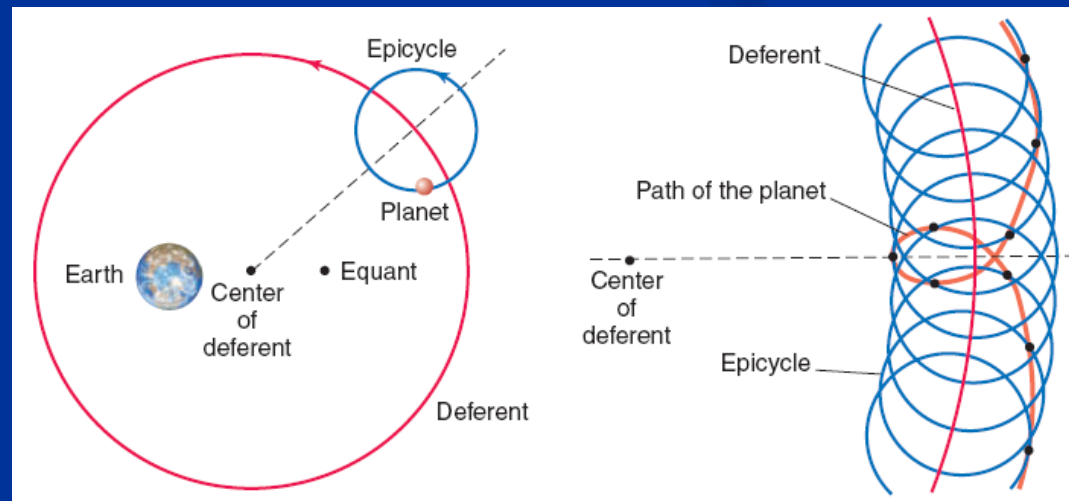 Epicycle
Planet
Earth
Center
of
deferent
Equant
Deferent
Deferent
Path of the planet
Center
of
deferent
Epicycle